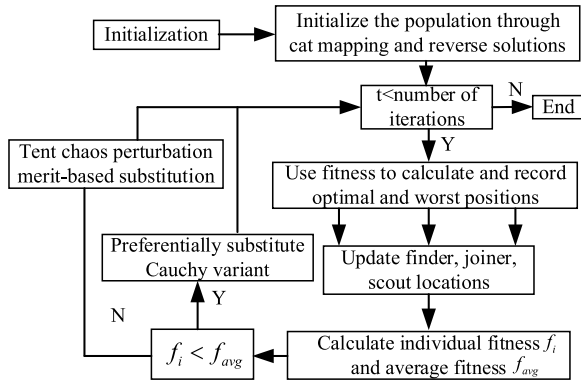 Initialization
Initialize the population through
cat mapping and reverse solutions
t<number of
iterations
N
End
Y
Tent chaos perturbation
merit-based substitution
Use fitness to calculate and record
optimal and worst positions
Preferentially substitute
Cauchy variant
Update finder, joiner,
scout locations
N
Y
f_i < f_avg
Calculate individual fitness f_i
and average fitness f_avg